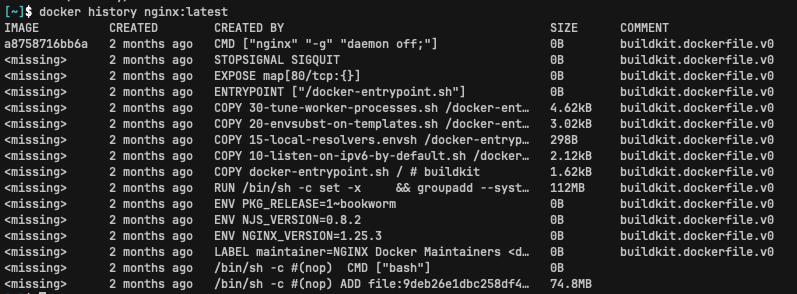 [~]$ docker history nginx:latest
IMAGE CREATED CREATED BY SIZE COMMENT
a8758716bb6a 2 months ago CMD ["nginx" "-g" "daemon off;"] 0B buildkit.dockerfile.v0
<missing> 2 months ago STOPSIGNAL SIGQUIT 0B buildkit.dockerfile.v0
<missing> 2 months ago EXPOSE map[80/tcp:{}] 0B buildkit.dockerfile.v0
<missing> 2 months ago ENTRYPOINT ["/docker-entrypoint.sh"] 0B buildkit.dockerfile.v0
<missing> 2 months ago COPY 30-tune-worker-processes.sh /docker-ent… 4.62kB buildkit.dockerfile.v0
<missing> 2 months ago COPY 20-envsubst-on-templates.sh /docker-ent… 3.02kB buildkit.dockerfile.v0
<missing> 2 months ago COPY 15-local-resolvers.envsh /docker-entryp… 298B buildkit.dockerfile.v0
<missing> 2 months ago COPY 10-listen-on-ipv6-by-default.sh /docker… 2.12kB buildkit.dockerfile.v0
<missing> 2 months ago COPY docker-entrypoint.sh / # buildkit 1.62kB buildkit.dockerfile.v0
<missing> 2 months ago RUN /bin/sh -c set -x && groupadd --syst… 112MB buildkit.dockerfile.v0
<missing> 2 months ago ENV PKG_RELEASE=1~bookworm 0B buildkit.dockerfile.v0
<missing> 2 months ago ENV NJS_VERSION=0.8.2 0B buildkit.dockerfile.v0
<missing> 2 months ago ENV NGINX_VERSION=1.25.3 0B buildkit.dockerfile.v0
<missing> 2 months ago LABEL maintainer=NGINX Docker Maintainers <d… 0B buildkit.dockerfile.v0
<missing> 2 months ago /bin/sh -c #(nop) CMD ["bash"] 0B
<missing> 2 months ago /bin/sh -c #(nop) ADD file:9deb26e1dbc258df4… 74.8MB